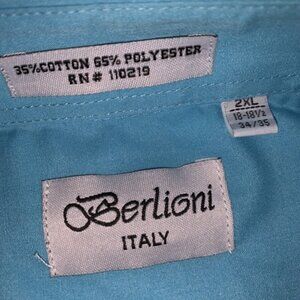 35%COTTON 65% POLYESTER
RN# 110219
2XL
18-18½
34/35
Berlioni
ITALY